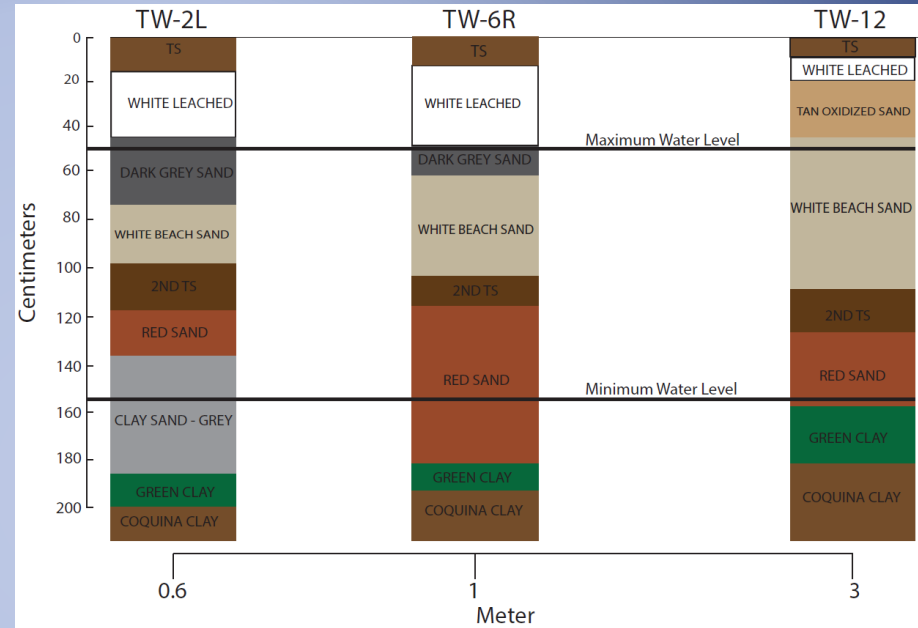 TW-2L TW-6R TW-12
0
20
40
60
80
100
120
140
160
180
200
Centimeters
TS
WHITE LEACHED
DARK GREY SAND
WHITE BEACH SAND
2ND TS
RED SAND
CLAY SAND - GREY
GREEN CLAY
COQUINA CLAY
TS
WHITE LEACHED
DARK GREY SAND
WHITE BEACH SAND
2ND TS
RED SAND
GREEN CLAY
COQUINA CLAY
Maximum Water Level
Minimum Water Level
TS
WHITE LEACHED
TAN OXIDIZED SAND
WHITE BEACH SAND
2ND TS
RED SAND
GREEN CLAY
COQUINA CLAY
0.6 1 3
Meter